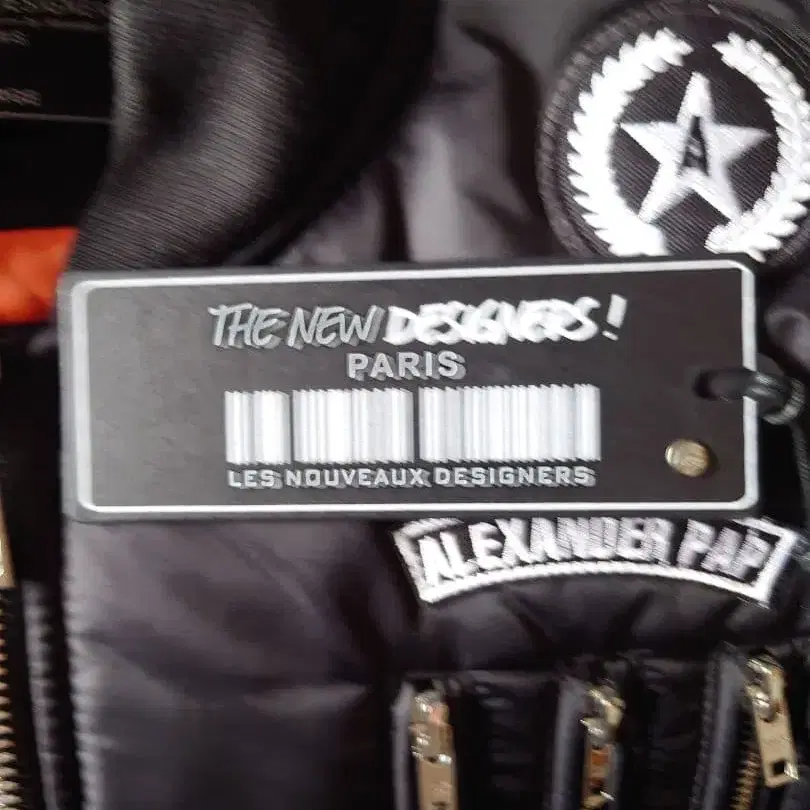 A
THE NEW DESIGNERS!
PARIS
LES NOUVEAUX DESIGNERS
ALEXANDER PAP